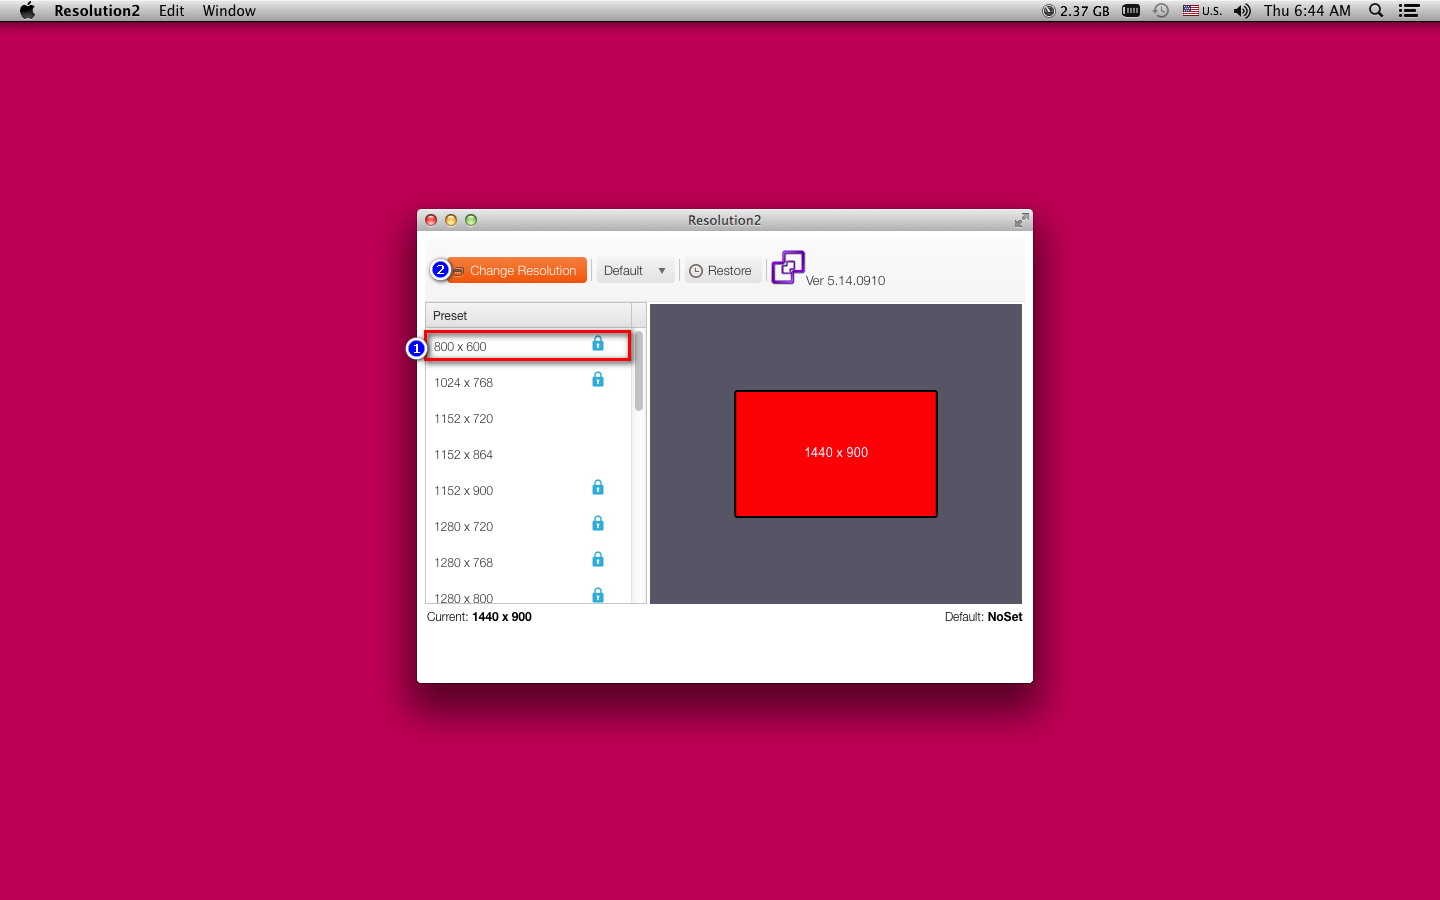 Resolution2 Edit Window 2.37 GB U.S. Thu 6:44 AM
Resolution2
2 Change Resolution Default Restore Ver 5.14.0910
Preset
1 800 x 600
1024 x 768
1152 x 720
1152 x 864
1152 x 900
1280 x 720
1280 x 768
1280 x 800
1440 x 900
Current: 1440 x 900 Default: NoSet